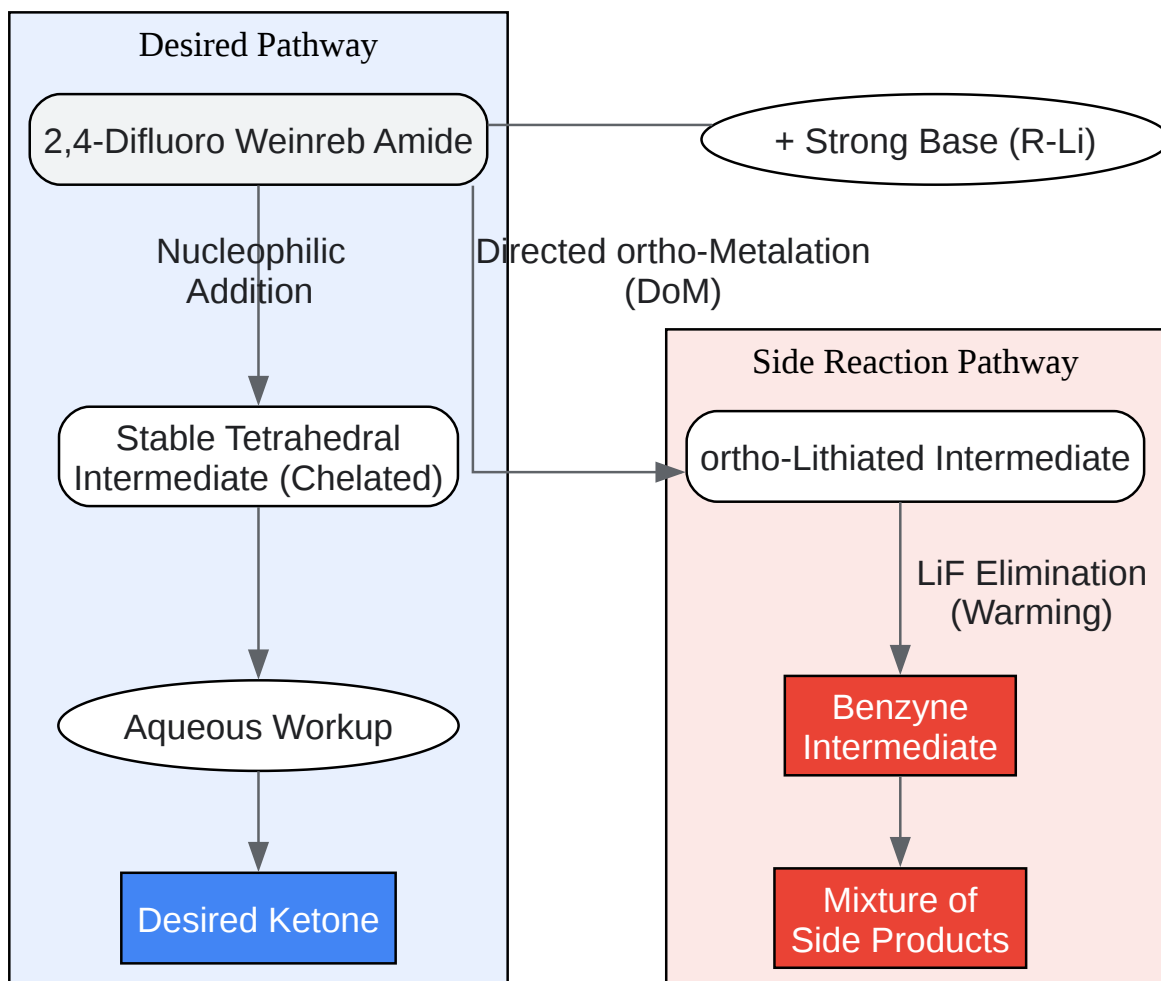 Desired Pathway
2,4-Difluoro Weinreb Amide
+ Strong Base (R-Li)
Nucleophilic
Addition
Directed ortho-Metalation
(DoM)
Side Reaction Pathway
Stable Tetrahedral
Intermediate (Chelated)
ortho-Lithiated Intermediate
LiF Elimination
(Warming)
Aqueous Workup
Benzyne
Intermediate
Desired Ketone
Mixture of
Side Products